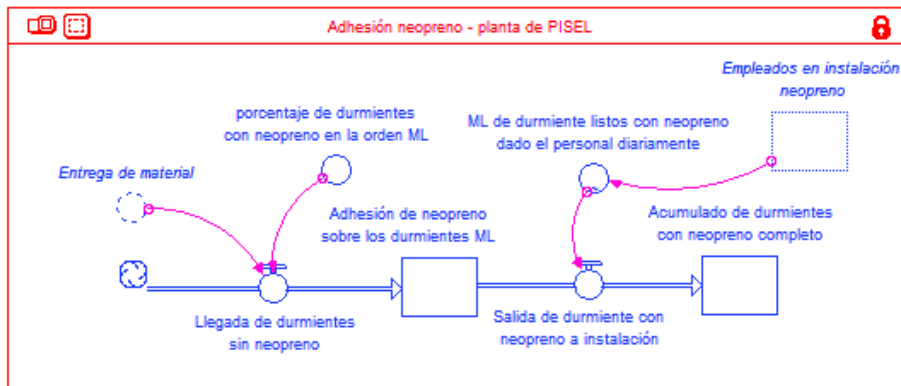 Adhesión neopreno - planta de PISEL
Empleados en instalación
neopreno
porcentaje de durmientes
con neopreno en la orden ML
ML de durmiente listos con neopreno
dado el personal diariamente
Entrega de material
Adhesión de neopreno
sobre los durmientes ML
Acumulado de durmientes
con neopreno completo
Llegada de durmientes
sin neopreno
Salida de durmiente con
neopreno a instalación